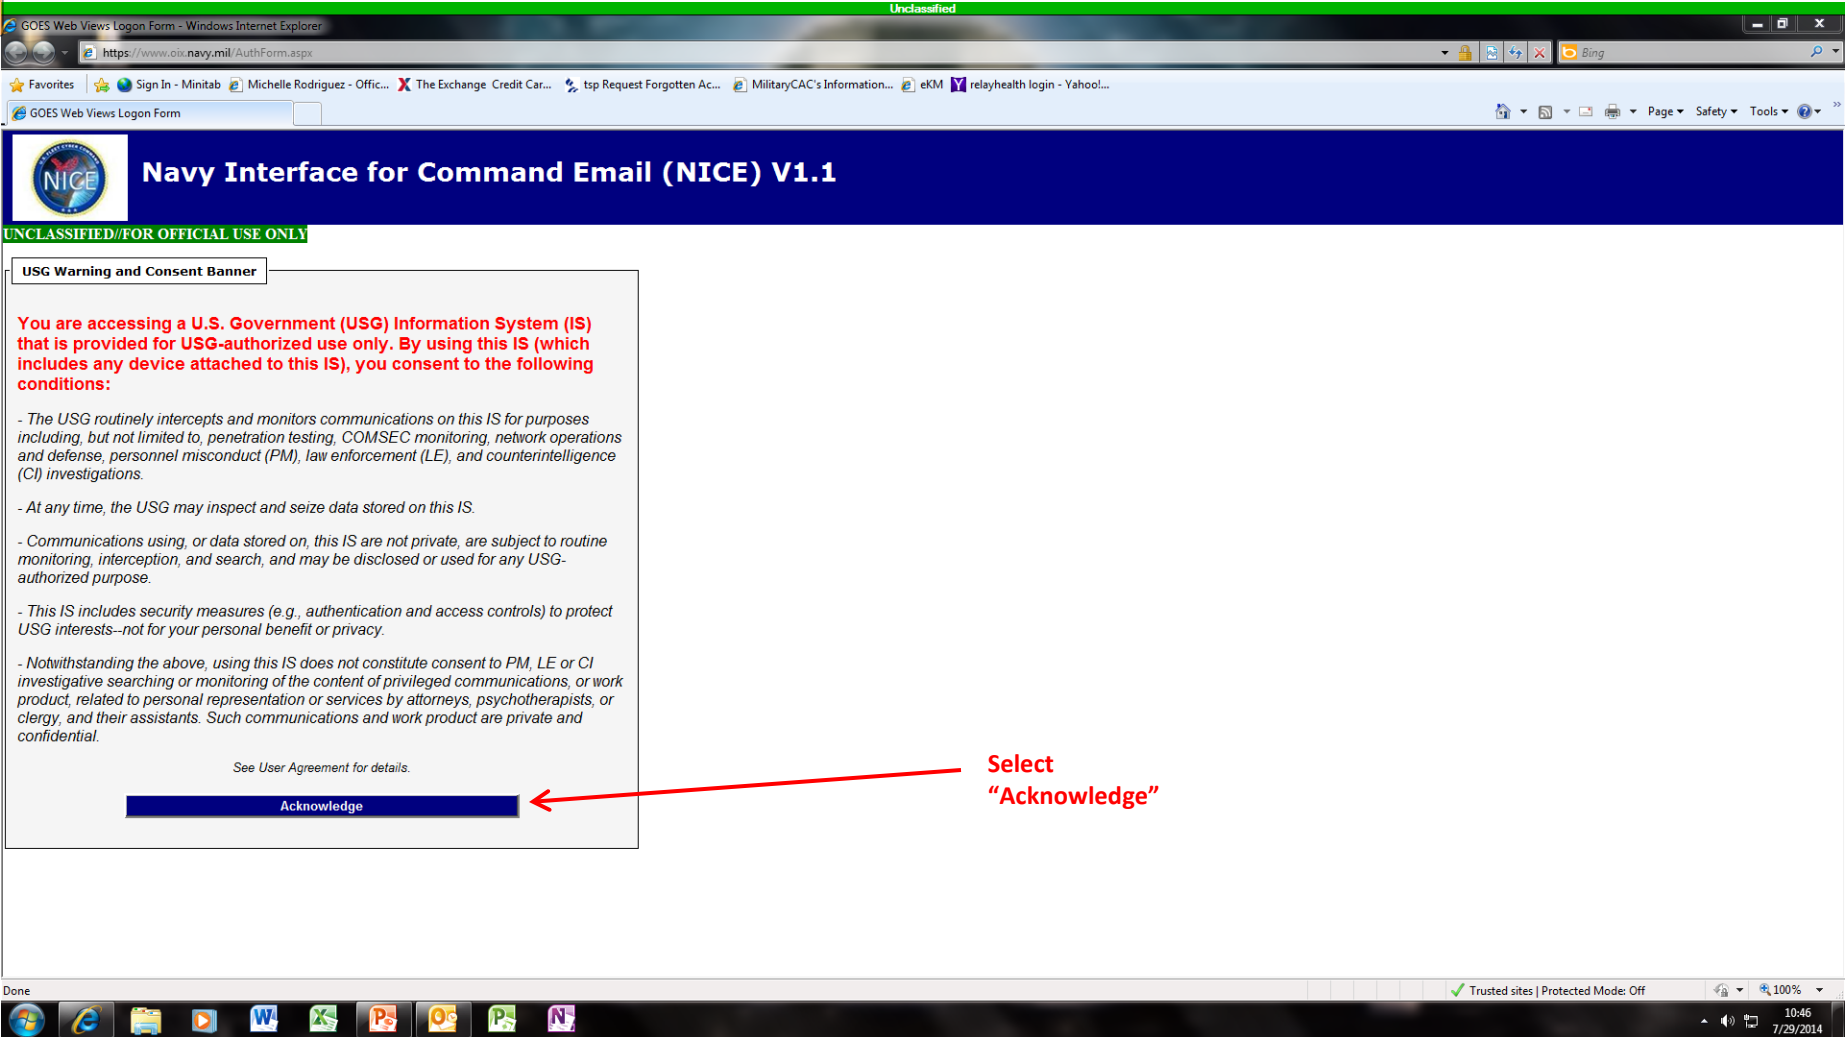 Unclassified
GOES Web Views Logon Form - Windows Internet Explorer
https://www.oix.navy.mil/AuthForm.aspx
Bing
Favorites
Sign In - Minitab
Michelle Rodriguez - Offic...
The Exchange Credit Car...
tsp Request Forgotten Ac...
MilitaryCAC's Information...
eKM
relayhealth login - Yahoo!...
GOES Web Views Logon Form
Page
Safety
Tools
NICE
Navy Interface for Command Email (NICE) V1.1
UNCLASSIFIED//FOR OFFICIAL USE ONLY
USG Warning and Consent Banner
You are accessing a U.S. Government (USG) Information System (IS)
that is provided for USG-authorized use only. By using this IS (which
includes any device attached to this IS), you consent to the following
conditions:
- The USG routinely intercepts and monitors communications on this IS for purposes
including, but not limited to, penetration testing, COMSEC monitoring, network operations
and defense, personnel misconduct (PM), law enforcement (LE), and counterintelligence
(CI) investigations.
- At any time, the USG may inspect and seize data stored on this IS.
- Communications using, or data stored on, this IS are not private, are subject to routine
monitoring, interception, and search, and may be disclosed or used for any USG-
authorized purpose.
- This IS includes security measures (e.g., authentication and access controls) to protect
USG interests--not for your personal benefit or privacy.
- Notwithstanding the above, using this IS does not constitute consent to PM, LE or CI
investigative searching or monitoring of the content of privileged communications, or work
product, related to personal representation or services by attorneys, psychotherapists, or
clergy, and their assistants. Such communications and work product are private and
confidential.
See User Agreement for details.
Select
“Acknowledge”
Acknowledge
Done
Trusted sites | Protected Mode: Off
100%
10:46
7/29/2014